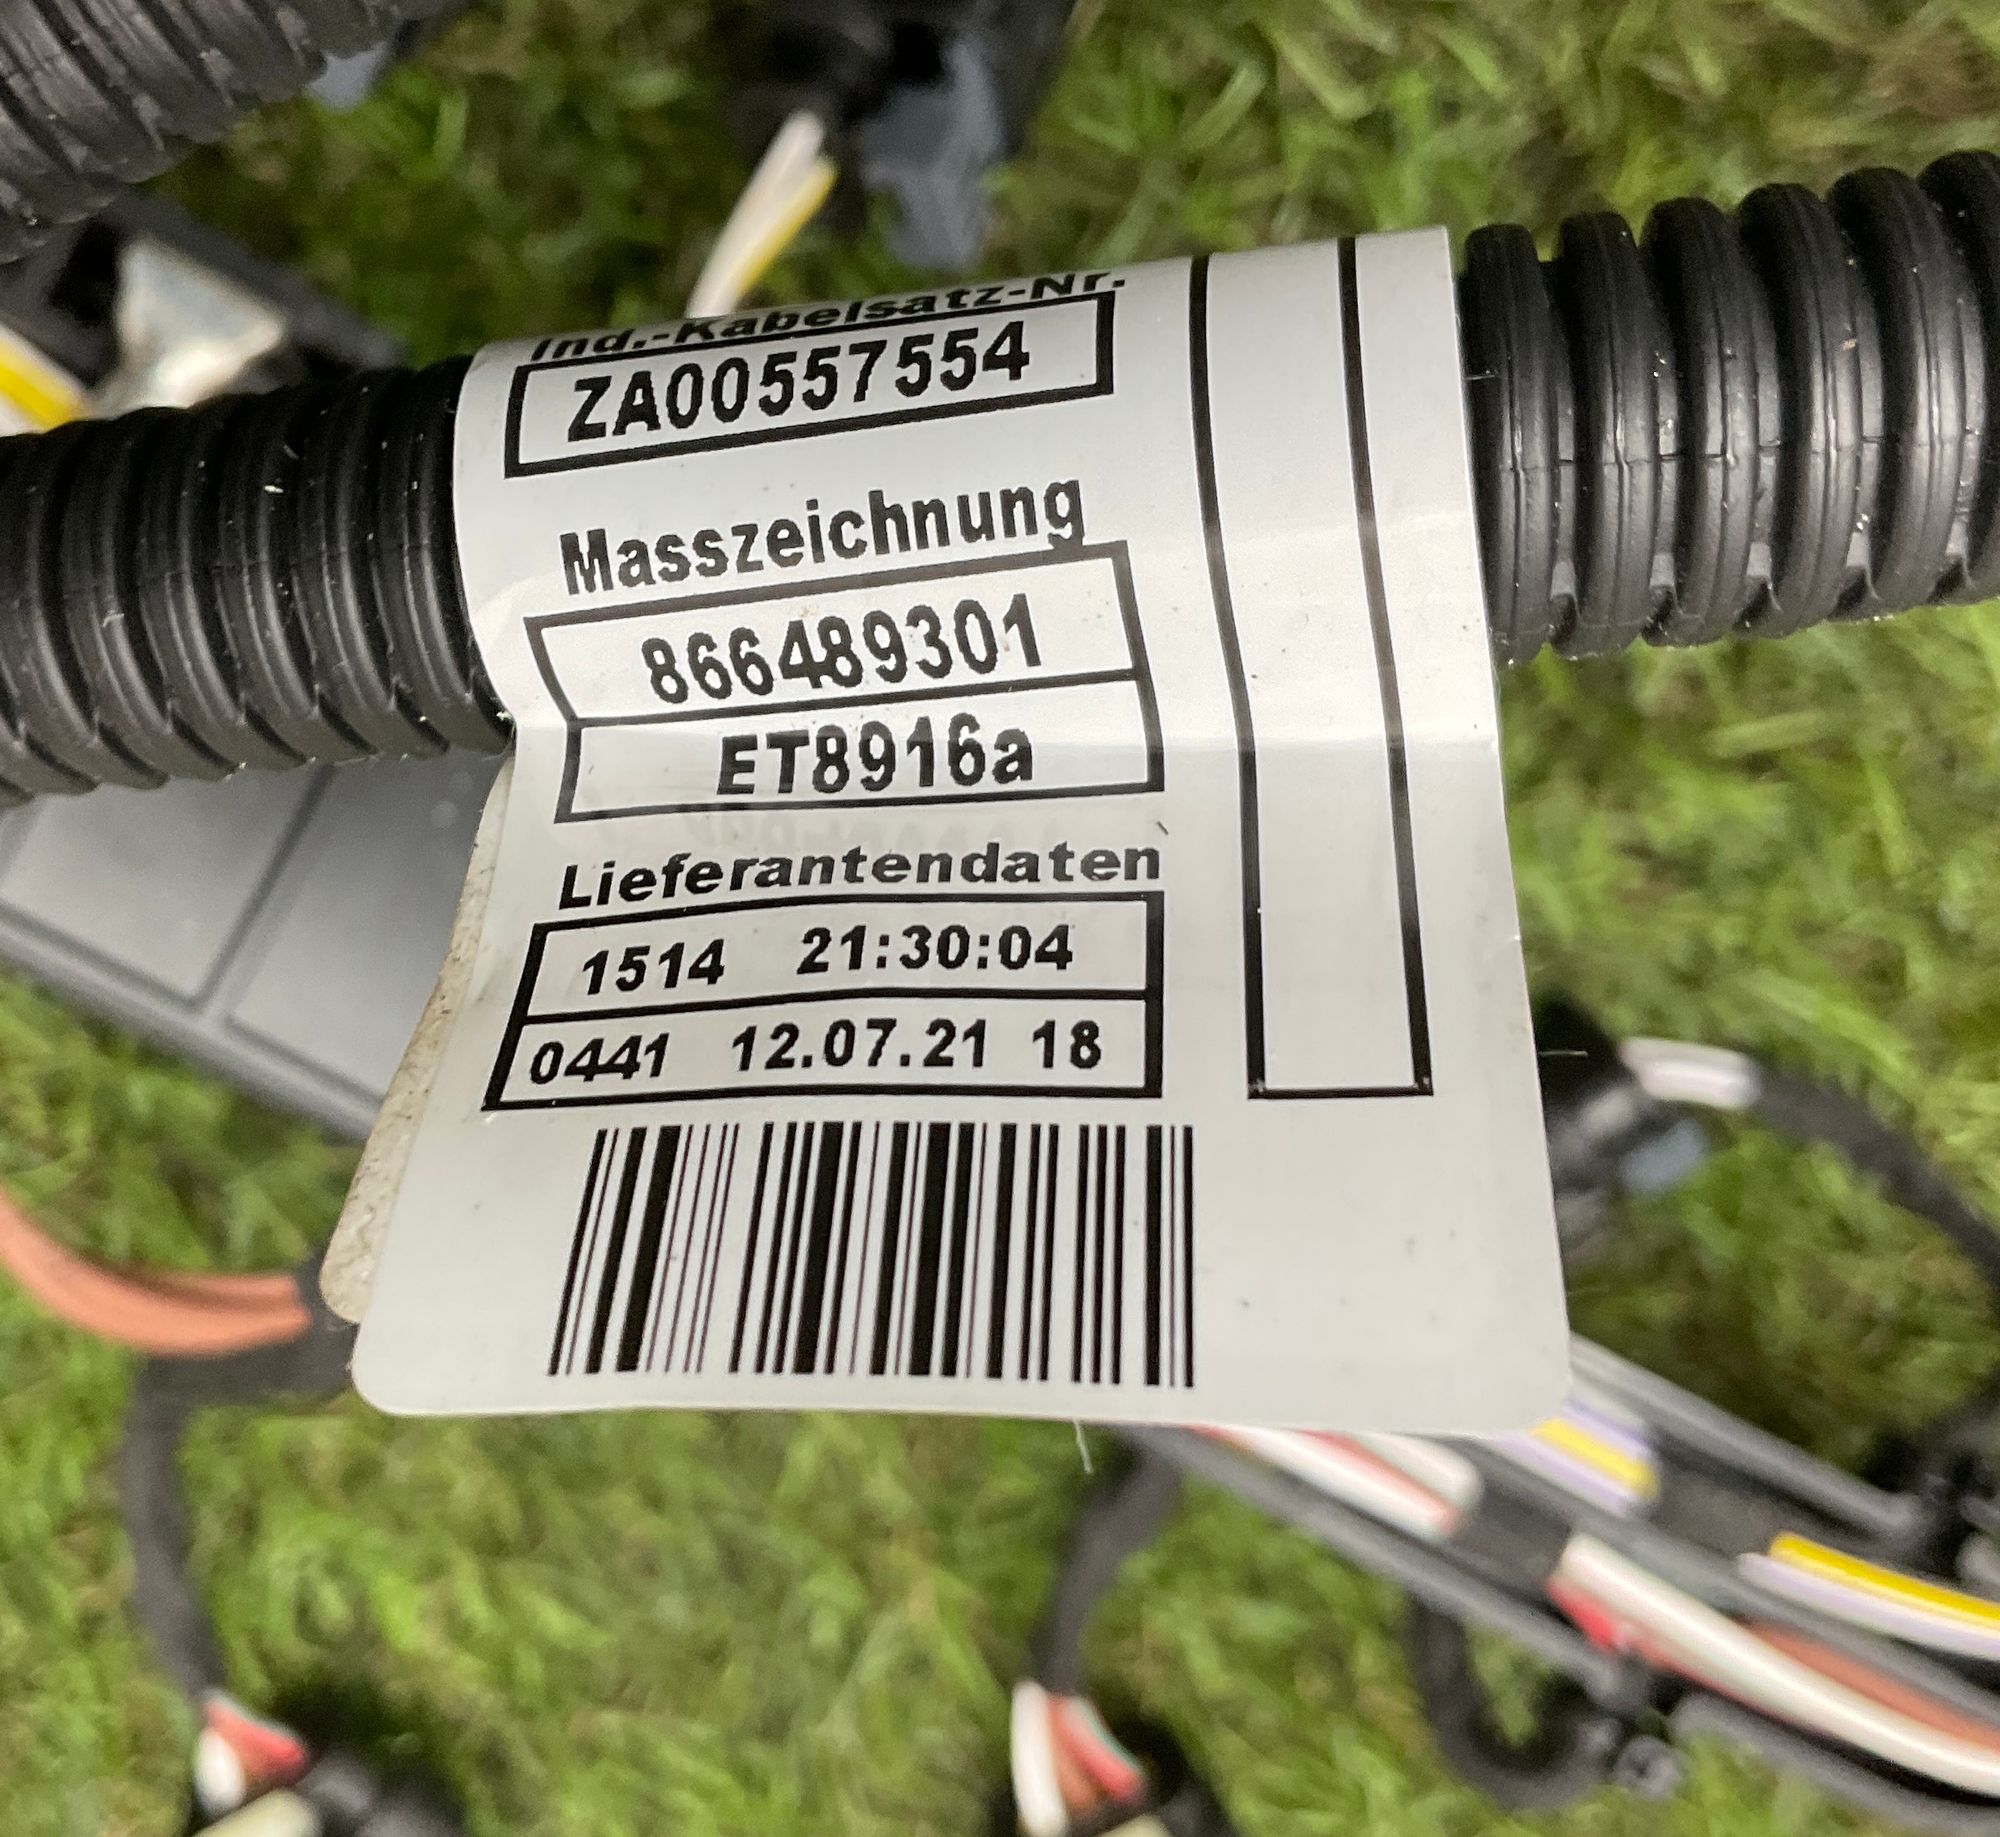 Ind.-Kabelsatz-Nr.
ZA00557554
Masszeichnung
866489301
ET8916a
Lieferantendaten
1514 21:30:04
0441 12.07.21 18